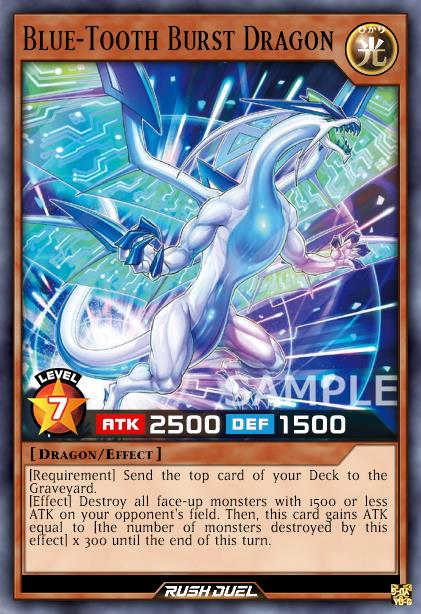 BLUE-TOOTH BURST DRAGON
ひかり
光
SAMPLE
LEVEL
7
ATK 2500 DEF 1500
[DRAGON/EFFECT]
[Requirement] Send the top card of your Deck to the
Graveyard.
[Effect] Destroy all face-up monsters with 1500 or less
ATK on your opponent's field. Then, this card gains ATK
equal to [the number of monsters destroyed by this
effect] x 300 until the end of this turn.
RUSH DUEL